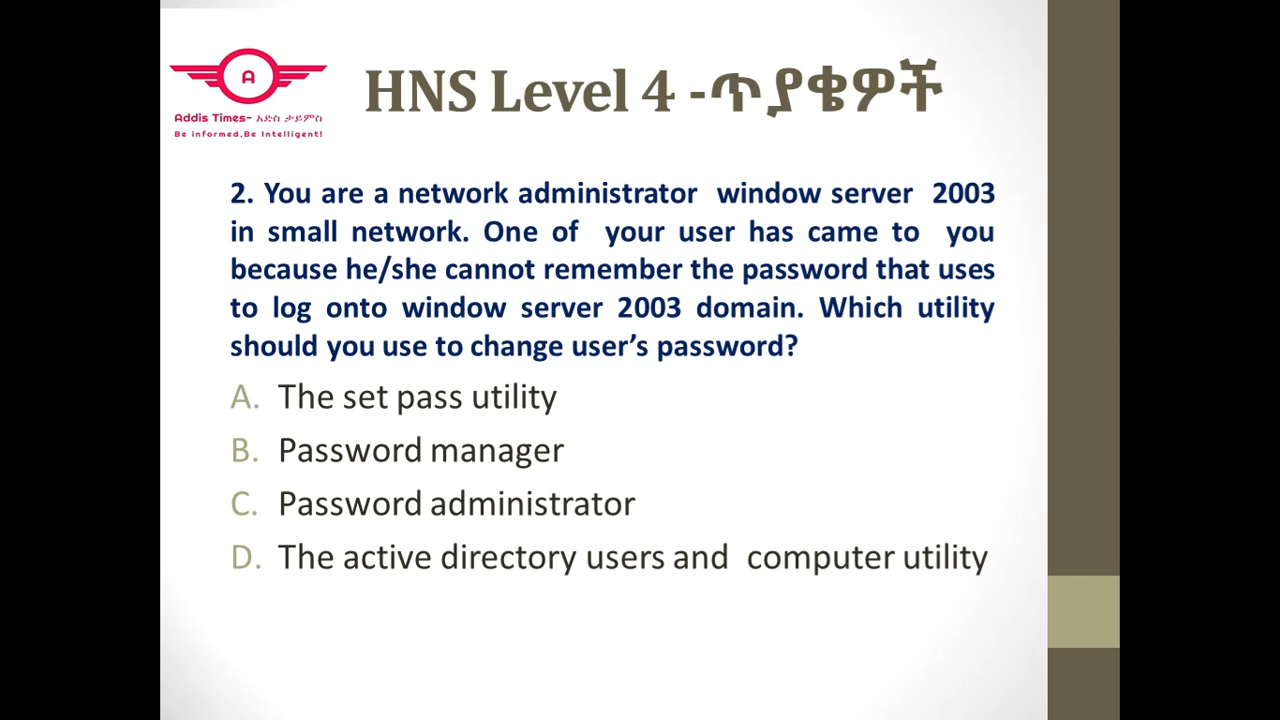 A
Addis Times- አድስ ታይምስ
Be informed,Be Intelligent!
HNS Level 4 -ጥያቄዎች
2. You are a network administrator window server 2003
in small network. One of your user has came to you
because he/she cannot remember the password that uses
to log onto window server 2003 domain. Which utility
should you use to change user’s password?
A. The set pass utility
B. Password manager
C. Password administrator
D. The active directory users and computer utility